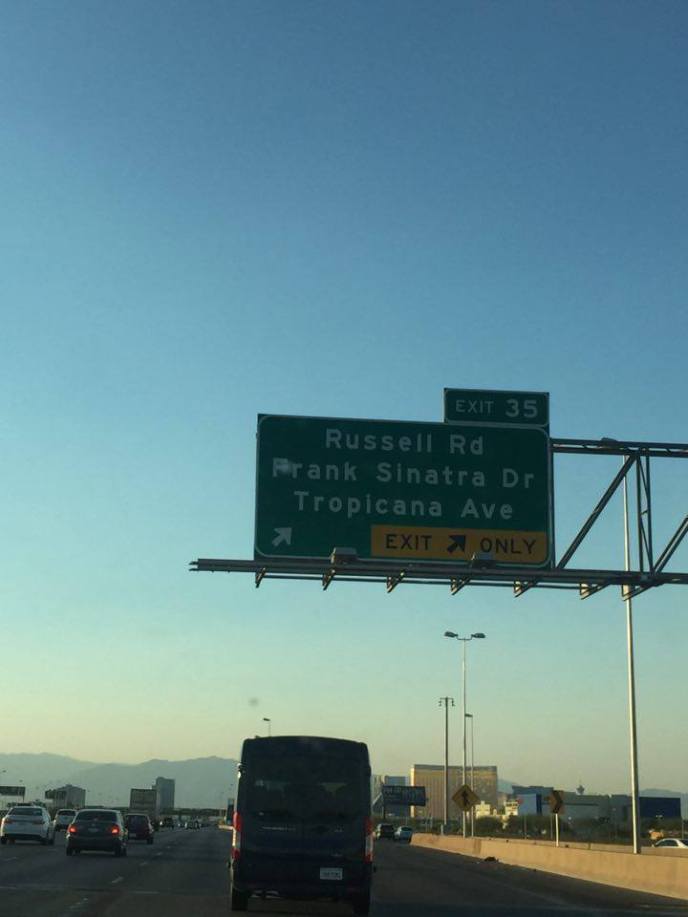 EXIT 35
Russell Rd
Frank Sinatra Dr
Tropicana Ave
EXIT ONLY